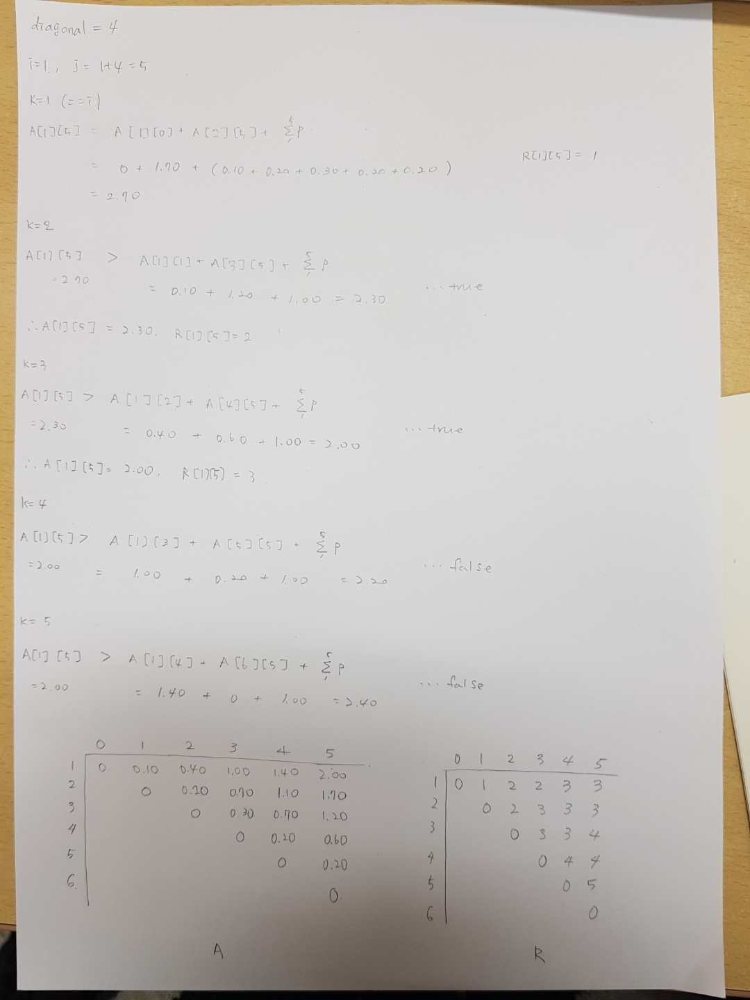 diagonal = 4
i=1, j= 1+4 =5
K=1 (==i)
A[1][5] = A[1][0] + A[2][5] + 5∑1 P
= 0 + 1.70 + (0.10 + 0.20 + 0.30 + 0.20 + 0.20) R[1][5] = 1
= 2.70
K=2
A[1][5] > A[1][1] + A[3][5] + 5∑1 P
=2.70 = 0.10 + 1.20 + 1.00 = 2.30 ... true
∴ A[1][5] = 2.30. R[1][5] = 2
K=3
A[1][5] > A[1][2] + A[4][5] + 5∑1 P
=2.30 = 0.40 + 0.60 + 1.00 = 2.00 ... true
∴ A[1][5] = 2.00. R[1][5] = 3
k=4
A[1][5] > A[1][3] + A[5][5] + 5∑1 P
=2.00 = 1.00 + 0.20 + 1.00 = 2.20 ... false
k=5
A[1][5] > A[1][4] + A[6][5] + 5∑1 P
=2.00 = 1.40 + 0 + 1.00 = 2.40 ... false
0 1 2 3 4 5
1 0 0.10 0.40 1.00 1.40 2.00
2 0 0.20 0.70 1.10 1.70
3 0 0.30 0.70 1.20
4 0 0.20 0.60
5 0 0.20
6. 0.
A
0 1 2 3 4 5
1 0 1 2 2 3 3
2 0 2 3 3 3
3 0 3 3 4
4 0 4 4
5 0 5
6 0
R